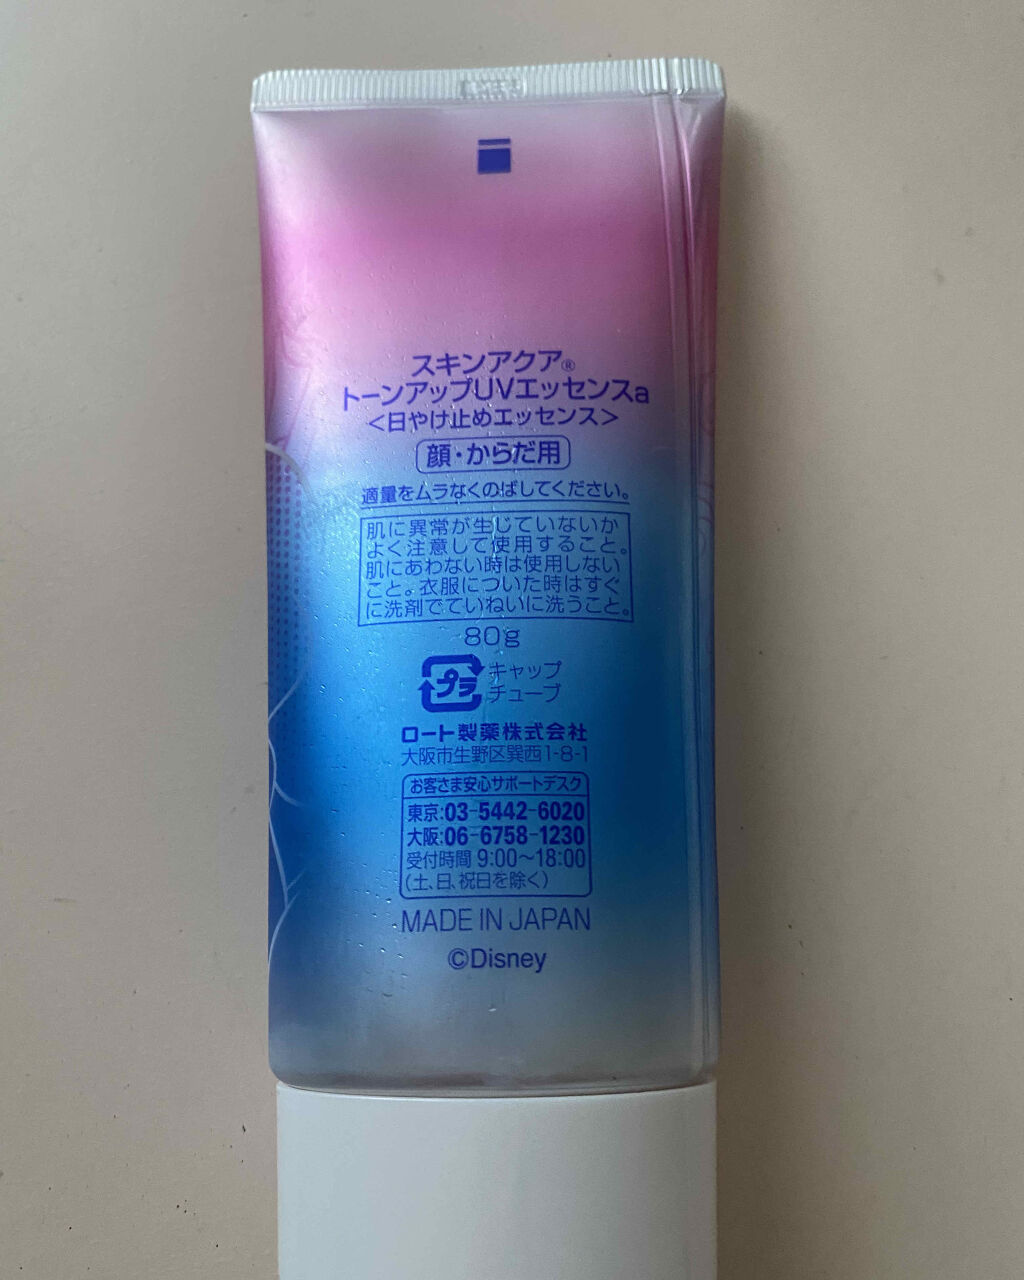 スキンアクア®
トーンアップUVエッセンスa
<日やけ止めエッセンス>
顔・からだ用
適量をムラなくのばしてください。
肌に異常が生じていないか
よく注意して使用すること。
肌にあわない時は使用しない
こと。衣服についた時はすぐ
に洗剤でていねいに洗うこと。
80g
プラ キャップ
チューブ
ロート製薬株式会社
大阪市生野区巽西1-8-1
お客さま安心サポートデスク
東京:03-5442-6020
大阪:06-6758-1230
受付時間 9:00〜18:00
(土、日、祝日を除く)
MADE IN JAPAN
©Disney